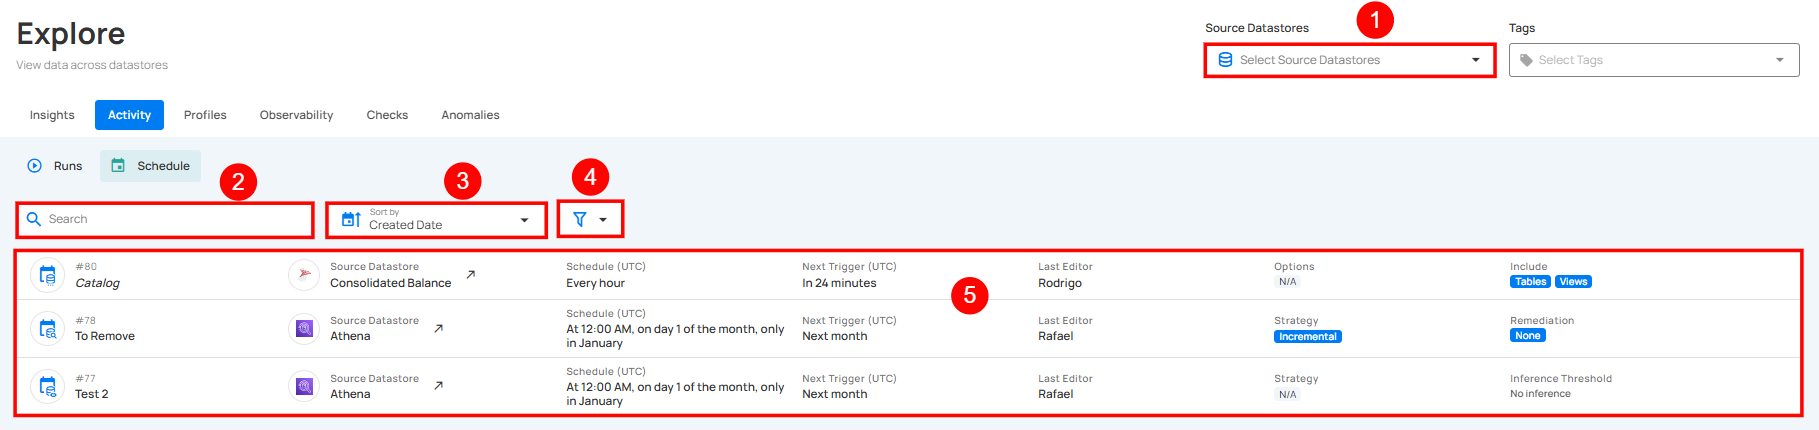 Explore
View data across datastores
Source Datastores
1
Tags
Select Source Datastores
Select Tags
Insights
Activity
Profiles
Observability
Checks
Anomalies
Runs
Schedule
2
3
4
Search
Sort by
Created Date
#80
Catalog
Source Datastore
Consolidated Balance
Schedule (UTC)
Every hour
Next Trigger (UTC)
In 24 minutes
5
Last Editor
Rodrigo
Options
N/A
Include
Tables Views
#78
To Remove
Source Datastore
Athena
Schedule (UTC)
At 12:00 AM, on day 1 of the month, only
in January
Next Trigger (UTC)
Next month
Last Editor
Rafael
Strategy
Incremental
Remediation
None
#77
Test 2
Source Datastore
Athena
Schedule (UTC)
At 12:00 AM, on day 1 of the month, only
in January
Next Trigger (UTC)
Next month
Last Editor
Rafael
Strategy
N/A
Inference Threshold
No inference